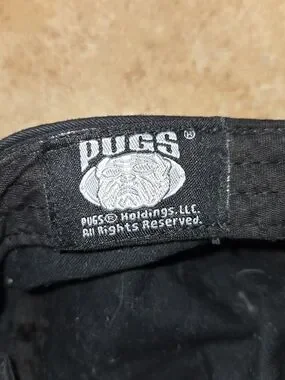 PUGS®
PUGS® Holdings, LLC.
All Rights Reserved.